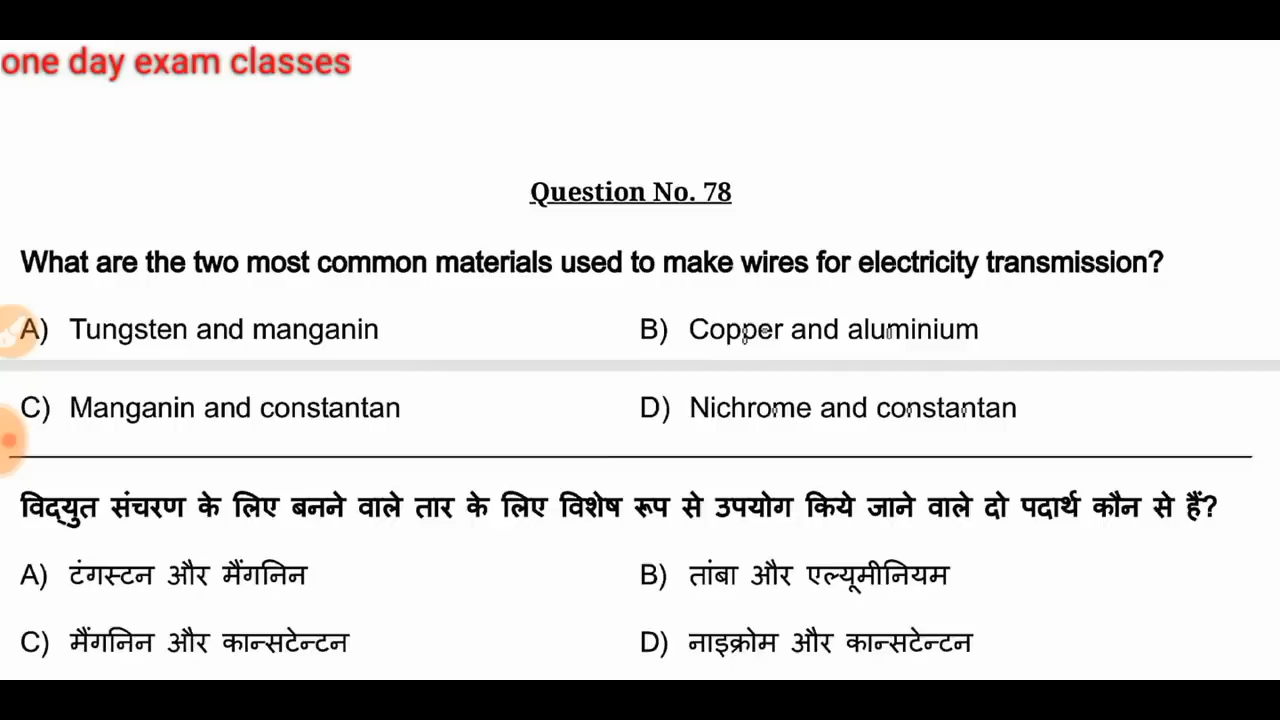 one day exam classes
Question No. 78
What are the two most common materials used to make wires for electricity transmission?
A) Tungsten and manganin
B) Copper and aluminium
C) Manganin and constantan
D) Nichrome and constantan
विद्युत संचरण के लिए बनने वाले तार के लिए विशेष रूप से उपयोग किये जाने वाले दो पदार्थ कौन से हैं?
A) टंगस्टन और मैंगनिन
B) तांबा और एल्यूमीनियम
C) मैंगनिन और कान्सटेन्टन
D) नाइक्रोम और कान्सटेन्टन